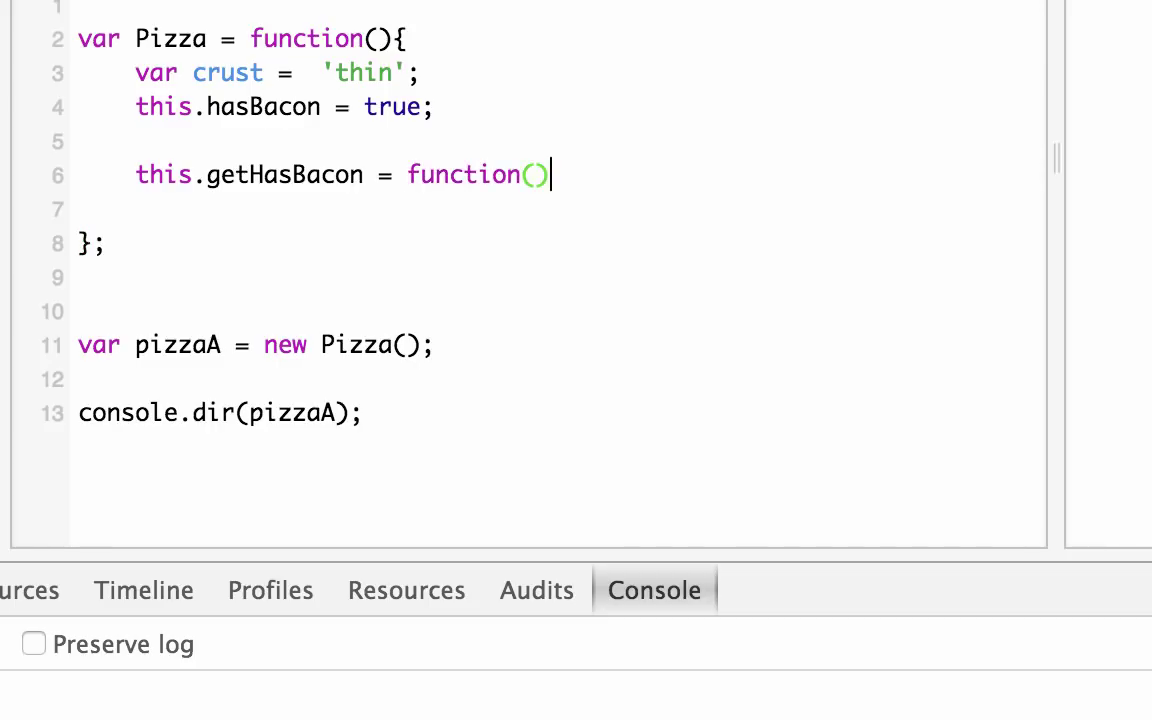 1
2 var Pizza = function(){
3 var crust =  'thin';
4 this.hasBacon = true;
5
6 this.getHasBacon = function()
7
8 };
9
10
11 var pizzaA = new Pizza();
12
13 console.dir(pizzaA);
urces Timeline Profiles Resources Audits Console
Preserve log